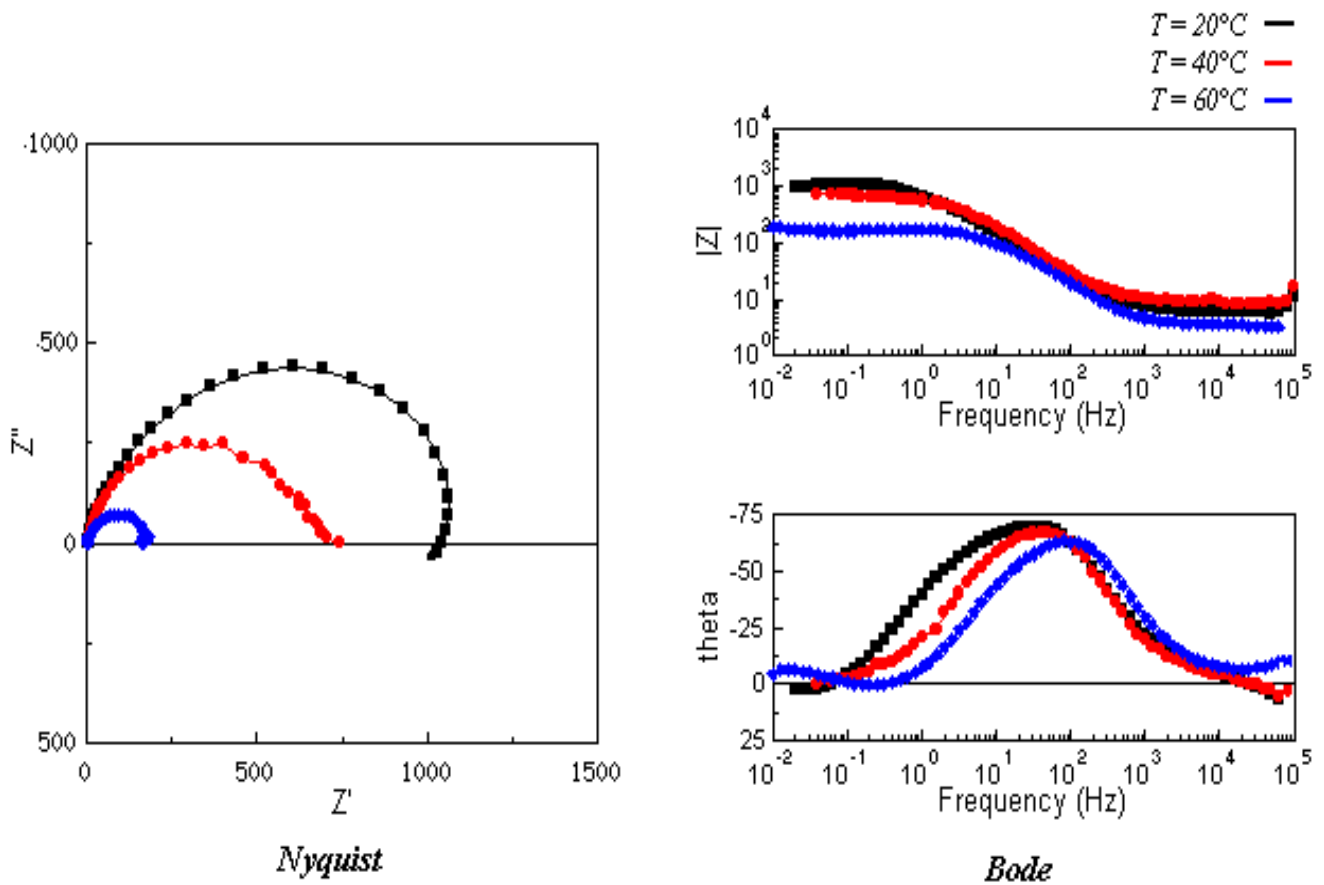 T = 20°C
T = 40°C
T = 60°C
-1000
-500
0
500
Z''
0 500 1000 1500
Z'
Nyquist
10^4
10^3
10^2
10^1
10^0
|Z|
10^-2 10^-1 10^0 10^1 10^2 10^3 10^4 10^5
Frequency (Hz)
-75
-50
-25
0
25
theta
10^-2 10^-1 10^0 10^1 10^2 10^3 10^4 10^5
Frequency (Hz)
Bode